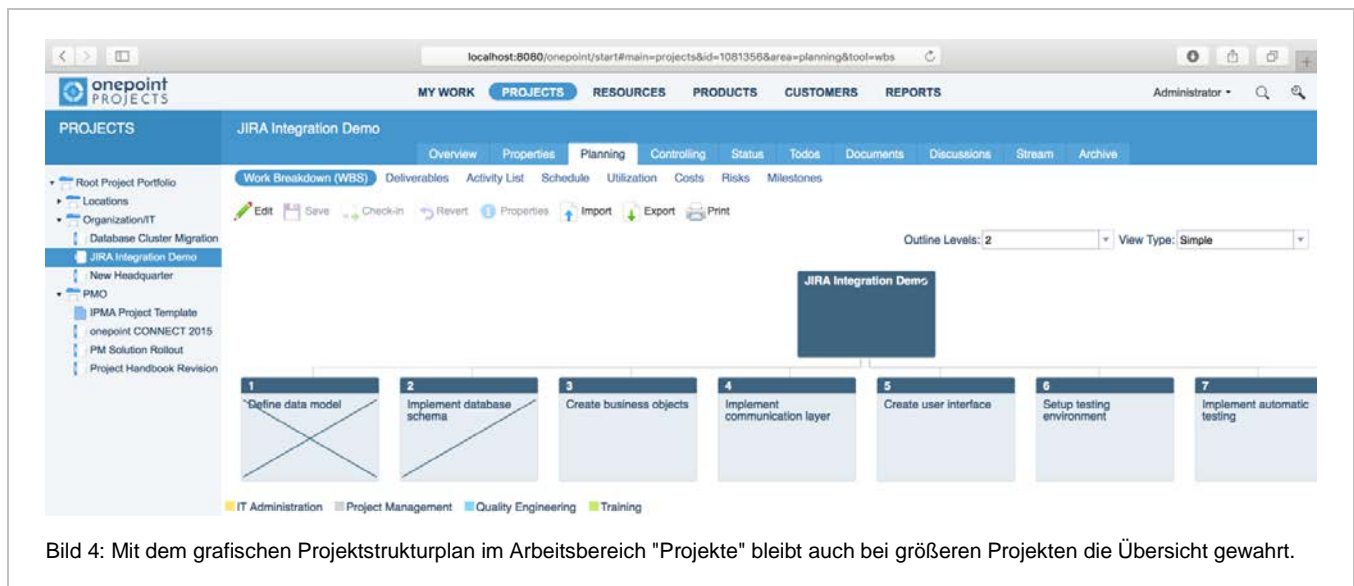 localhost:8080/onepoint/start#main=projects&id=1081356&area=planning&tool=wbs
onepoint
PROJECTS
MY WORK PROJECTS RESOURCES PRODUCTS CUSTOMERS REPORTS
Administrator
PROJECTS
JIRA Integration Demo
Overview Properties Planning Controlling Status Todos Documents Discussions Stream Archive
Root Project Portfolio
Locations
Organization/IT
Database Cluster Migration
JIRA Integration Demo
New Headquarter
PMO
IPMA Project Template
onepoint CONNECT 2015
PM Solution Rollout
Project Handbook Revision
Work Breakdown (WBS) Deliverables Activity List Schedule Utilization Costs Risks Milestones
Edit Save Check-in Revert Properties Import Export Print
Outline Levels: 2 View Type: Simple
JIRA Integration Demo
1
Define data model
2
Implement database
schema
3
Create business objects
4
Implement
communication layer
5
Create user interface
6
Setup testing
environment
7
Implement automatic
testing
IT Administration Project Management Quality Engineering Training
Bild 4: Mit dem grafischen Projektstrukturplan im Arbeitsbereich "Projekte" bleibt auch bei größeren Projekten die Übersicht gewahrt.